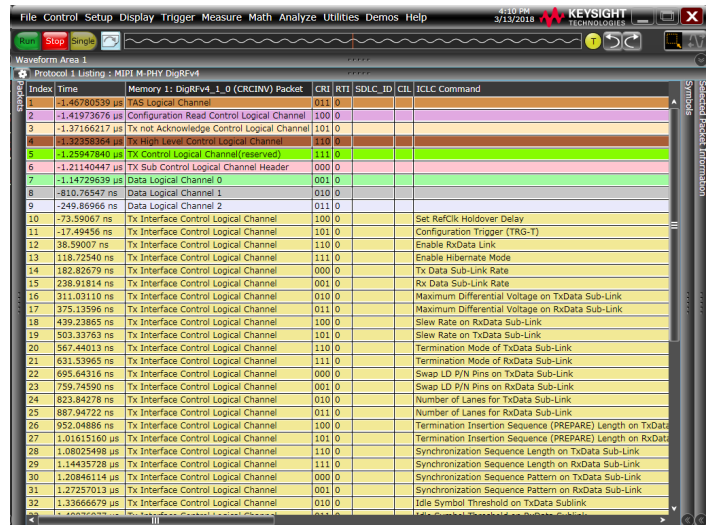 File Control Setup Display Trigger Measure Math Analyze Utilities Demos Help 4:10 PM 3/13/2018 KEYSIGHT TECHNOLOGIES X
Run Stop Single T
Waveform Area 1
Protocol 1 Listing : MIPI M-PHY DigRFv4
Packets
Symbols
Selected Packet Information
Index Time Memory 1: DigRFv4_1_0 (CRCINV) Packet CRI RTI SDLC_ID CIL ICLC Command
1 -1.46780539 µs TAS Logical Channel 011 0
2 -1.41973676 µs Configuration Read Control Logical Channel 100 0
3 -1.37166217 µs Tx not Acknowledge Control Logical Channel 101 0
4 -1.32358364 µs Tx High Level Control Logical Channel 110 0
5 -1.25947840 µs TX Control Logical Channel(reserved) 111 0
6 -1.21140447 µs TX Sub Control Logical Channel Header 000 0
7 -1.14729639 µs Data Logical Channel 0 001 0
8 -810.76547 ns Data Logical Channel 1 010 0
9 -249.86966 ns Data Logical Channel 2 011 0
10 -73.59067 ns Tx Interface Control Logical Channel 100 0 Set RefClk Holdover Delay
11 -17.49456 ns Tx Interface Control Logical Channel 101 0 Configuration Trigger (TRG-T)
12 38.59007 ns Tx Interface Control Logical Channel 110 0 Enable RxData Link
13 118.72540 ns Tx Interface Control Logical Channel 111 0 Enable Hibernate Mode
14 182.82679 ns Tx Interface Control Logical Channel 000 0 Tx Data Sub-Link Rate
15 238.91814 ns Tx Interface Control Logical Channel 001 0 Rx Data Sub-Link Rate
16 311.03110 ns Tx Interface Control Logical Channel 010 0 Maximum Differential Voltage on TxData Sub-Link
17 375.13596 ns Tx Interface Control Logical Channel 011 0 Maximum Differential Voltage on RxData Sub-Link
18 439.23865 ns Tx Interface Control Logical Channel 100 0 Slew Rate on RxData Sub-Link
19 503.33763 ns Tx Interface Control Logical Channel 101 0 Slew Rate on RxData Sub-Link
20 567.44013 ns Tx Interface Control Logical Channel 110 0 Termination Mode of TxData Sub-Link
21 631.53965 ns Tx Interface Control Logical Channel 111 0 Termination Mode of RxData Sub-Link
22 695.64316 ns Tx Interface Control Logical Channel 000 0 Swap LD P/N Pins on TxData Sub-Link
23 759.74590 ns Tx Interface Control Logical Channel 001 0 Swap LD P/N Pins on RxData Sub-Link
24 823.84278 ns Tx Interface Control Logical Channel 010 0 Number of Lanes for TxData Sub-Link
25 887.94722 ns Tx Interface Control Logical Channel 011 0 Number of Lanes for RxData Sub-Link
26 952.04886 ns Tx Interface Control Logical Channel 100 0 Termination Insertion Sequence (PREPARE) Length on TxData
27 1.01615160 µs Tx Interface Control Logical Channel 101 0 Termination Insertion Sequence (PREPARE) Length on RxData
28 1.08025498 µs Tx Interface Control Logical Channel 110 0 Synchronization Sequence Length on TxData Sub-Link
29 1.14435728 µs Tx Interface Control Logical Channel 111 0 Synchronization Sequence Length on RxData Sub-Link
30 1.20846114 µs Tx Interface Control Logical Channel 000 0 Synchronization Sequence Pattern on TxData Sub-Link
31 1.27257013 µs Tx Interface Control Logical Channel 001 0 Synchronization Sequence Pattern on RxData Sub-Link
32 1.33666679 µs Tx Interface Control Logical Channel 010 0 Idle Symbol Threshold on TxData Sublink